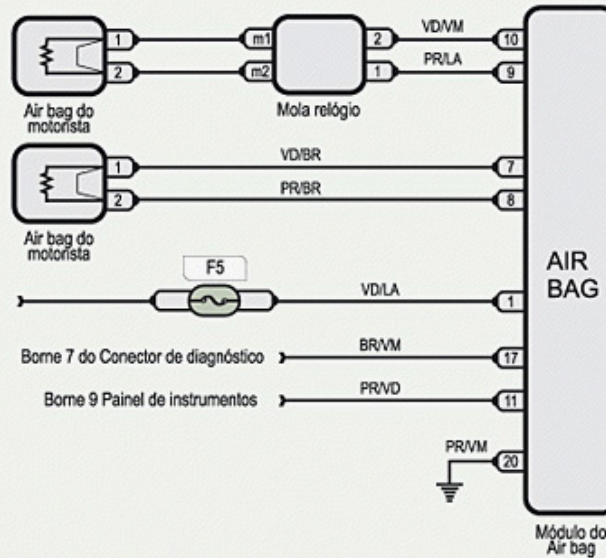 1
m1
2
VD/VM
10
2
m2
1
PR/LA
9
Air bag do
motorista
Mola relógio
1
VD/BR
7
2
PR/BR
8
Air bag do
motorista
F5
VD/LA
1
AIR
BAG
Borne 7 do Conector de diagnóstico
BR/VM
17
Borne 9 Painel de instrumentos
PR/VD
11
PR/VM
20
Módulo do
Air bag